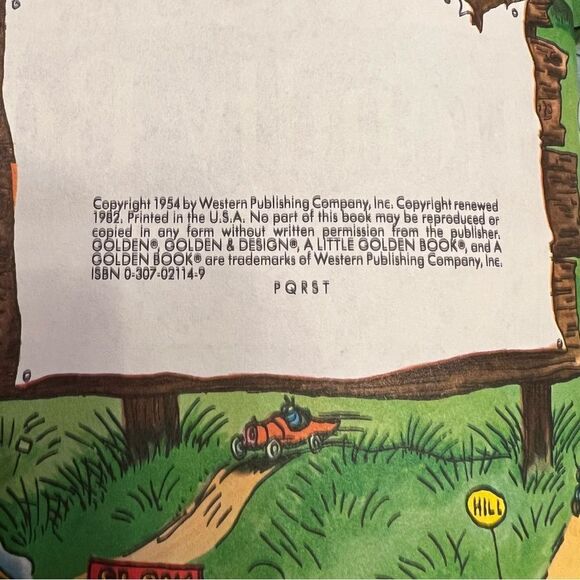 Copyright 1954 by Western Publishing Company, Inc. Copyright renewed
1982. Printed in the U.S.A. No part of this book may be reproduced or
copied in any form without written permission from the publisher.
GOLDEN®, GOLDEN & DESIGN®, A LITTLE GOLDEN BOOK®, and A
GOLDEN BOOK® are trademarks of Western Publishing Company, Inc.
ISBN 0-307-02114-9
P Q R S T
HILL